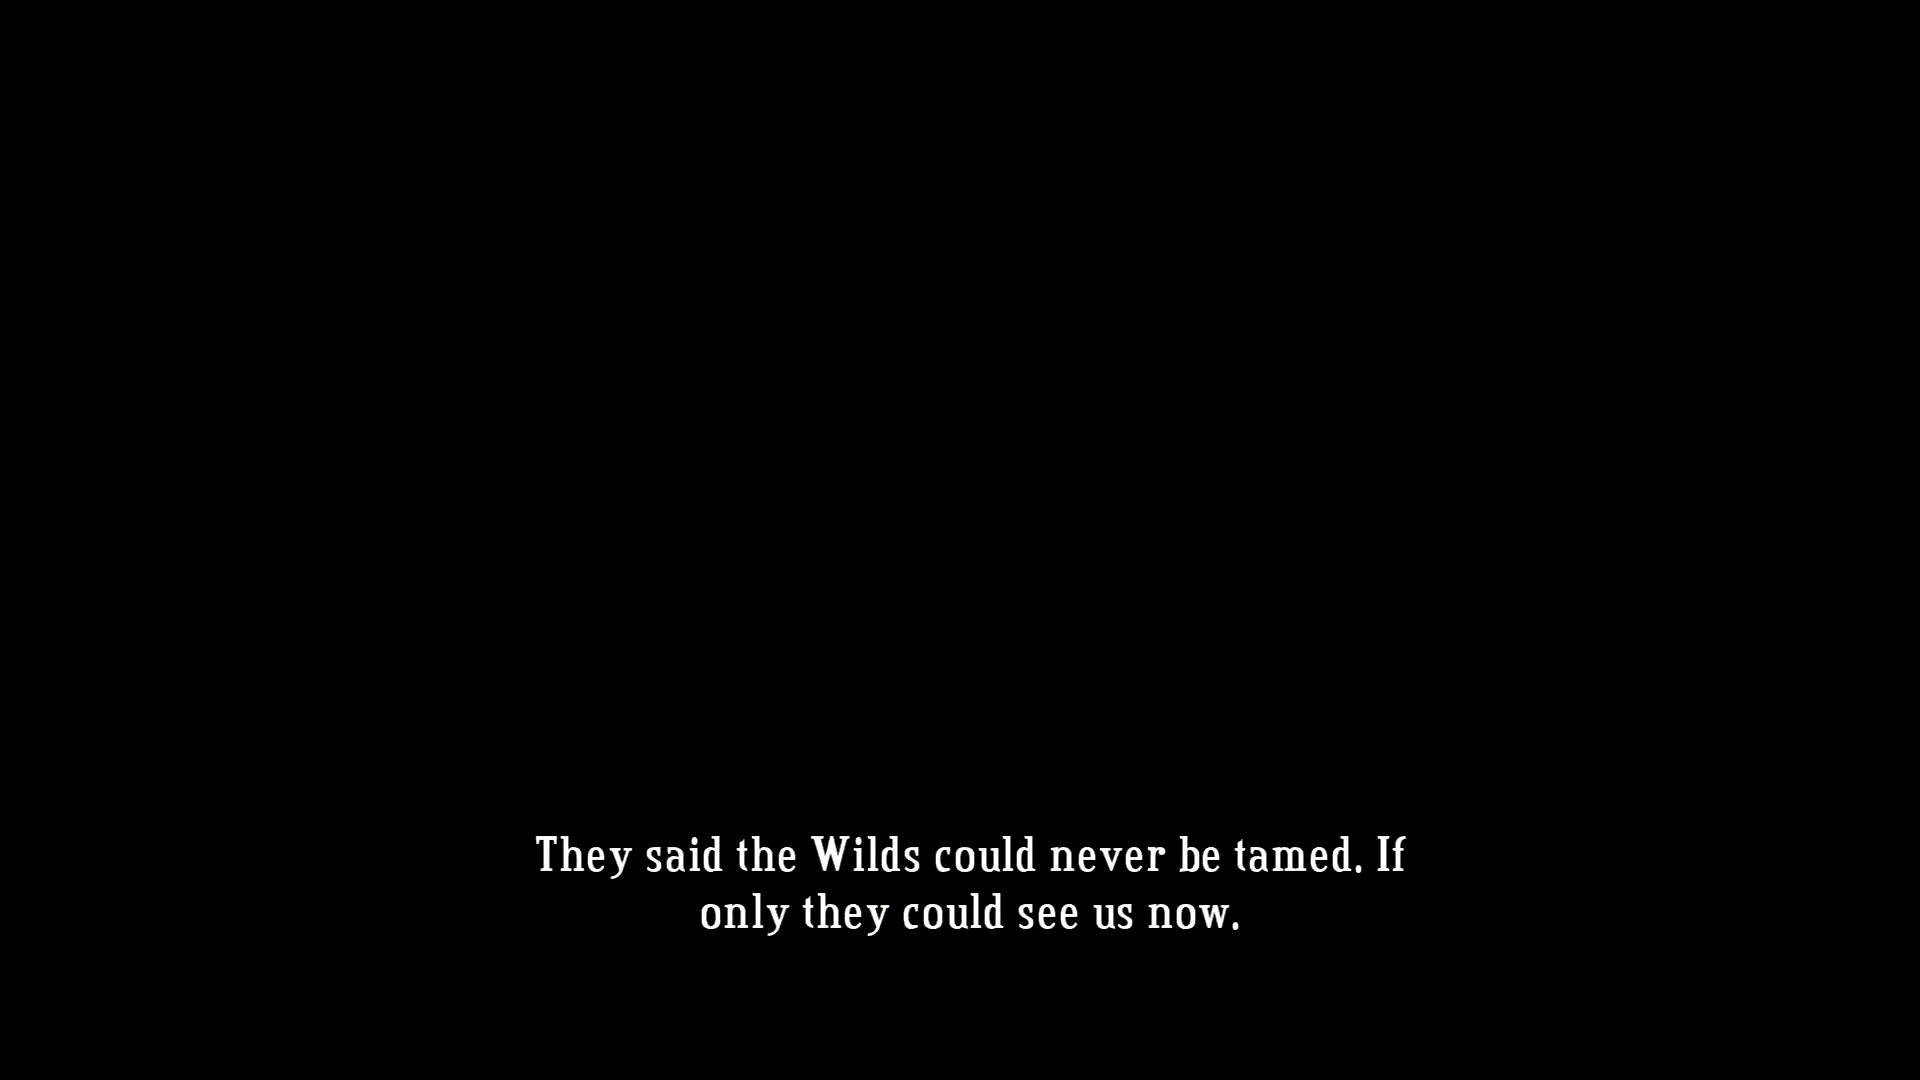 They said the Wilds could never be tamed. If
only they could see us now.